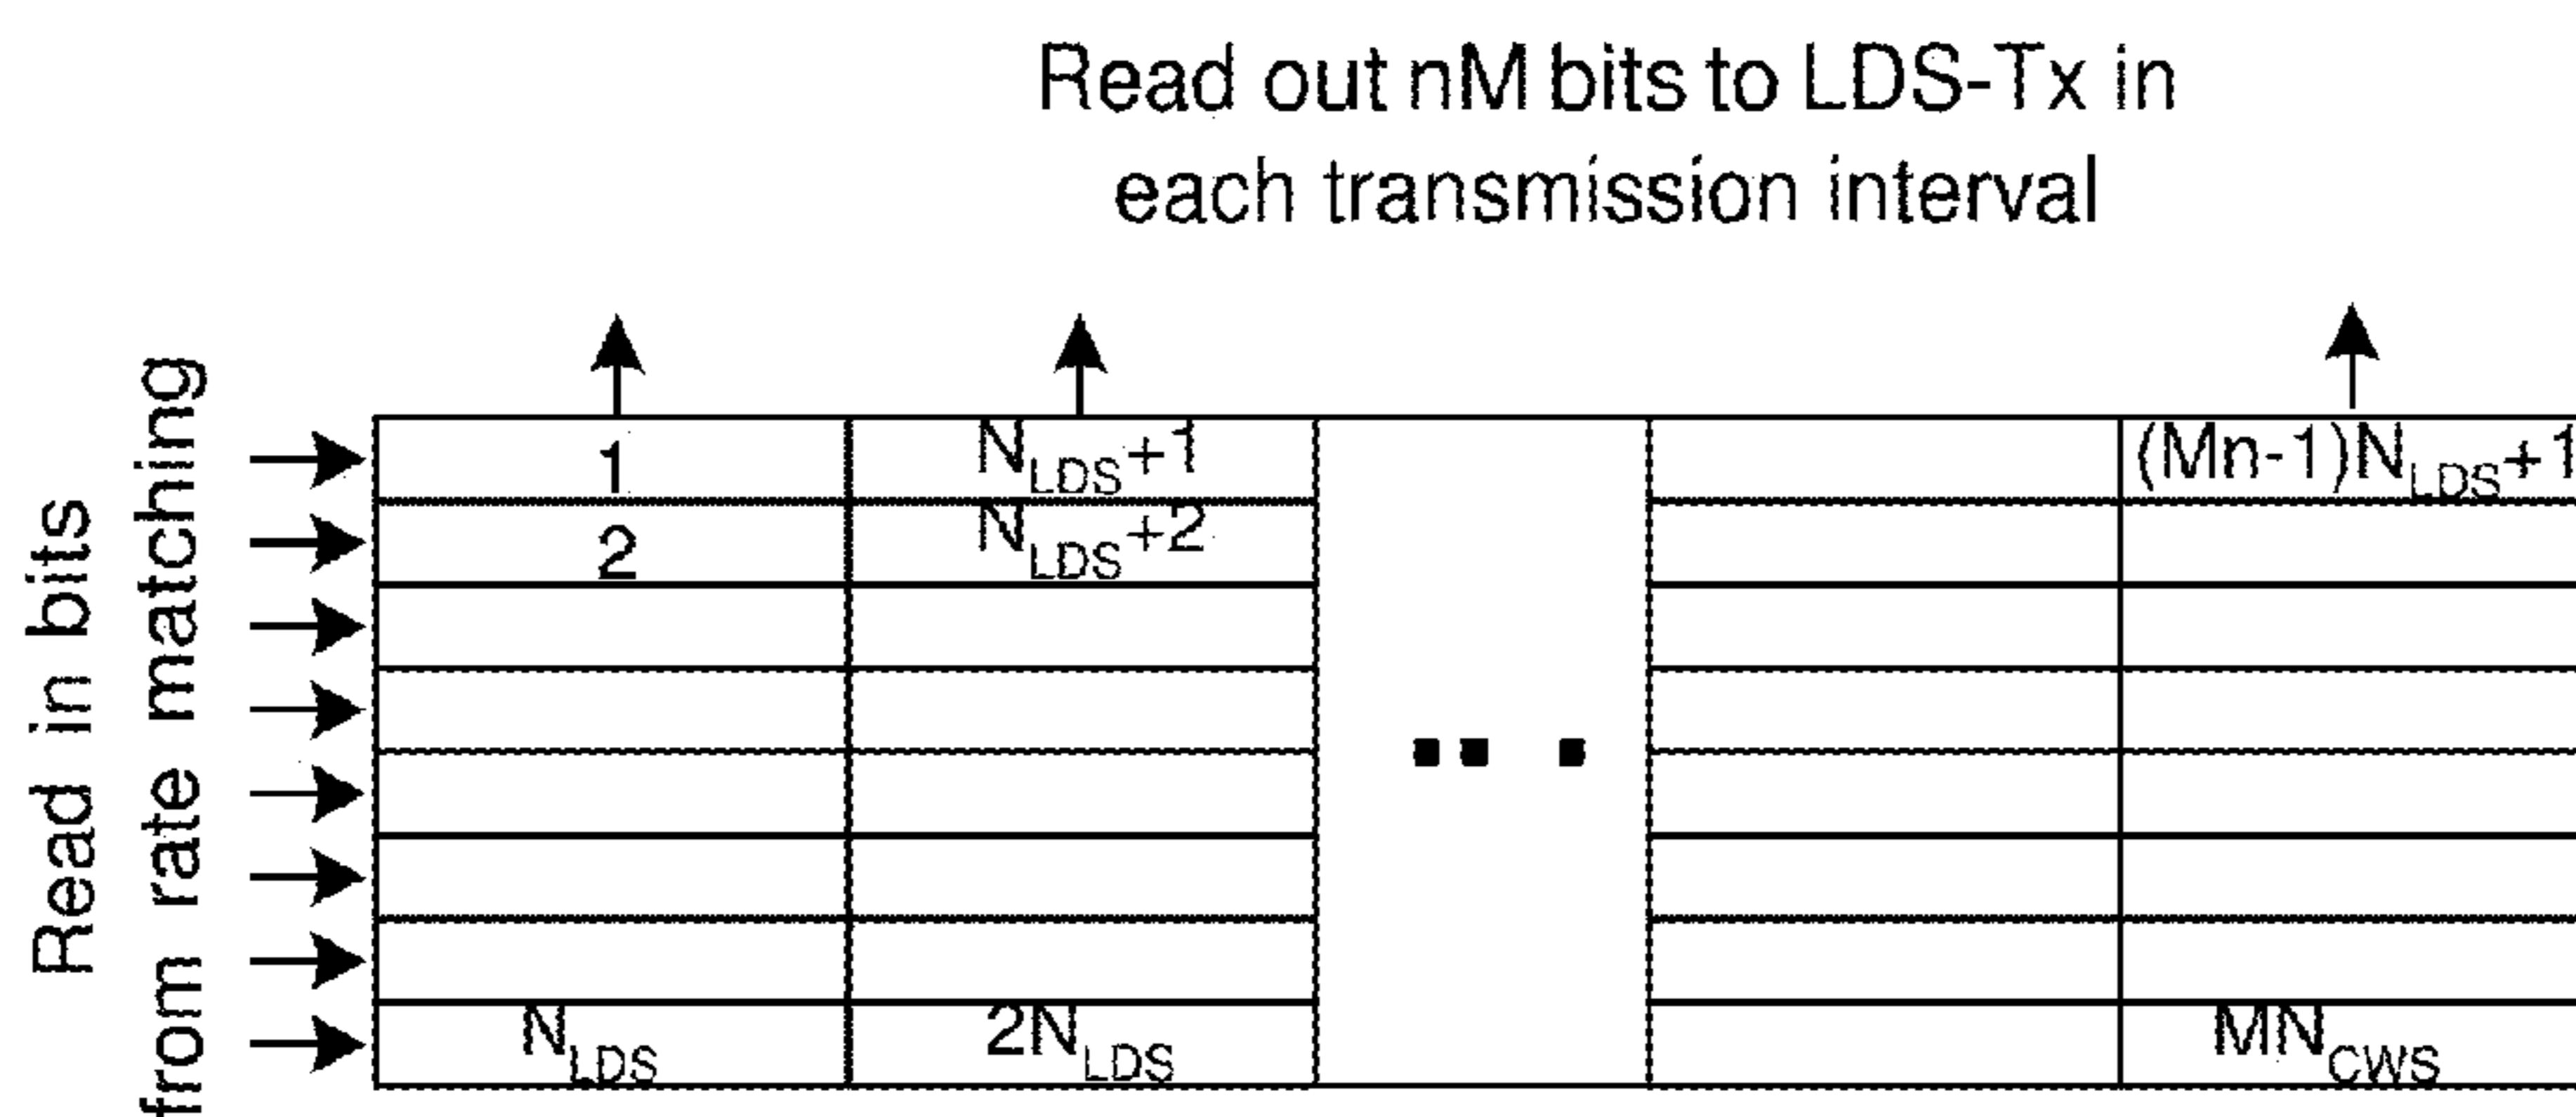 Read out nM bits to LDS-Tx in
each transmission interval
Read in bits
from rate matching
1 N_LDS+1 (Mn-1)N_LDS+1
2 N_LDS+2
N_LDS 2N_LDS MN_CWS